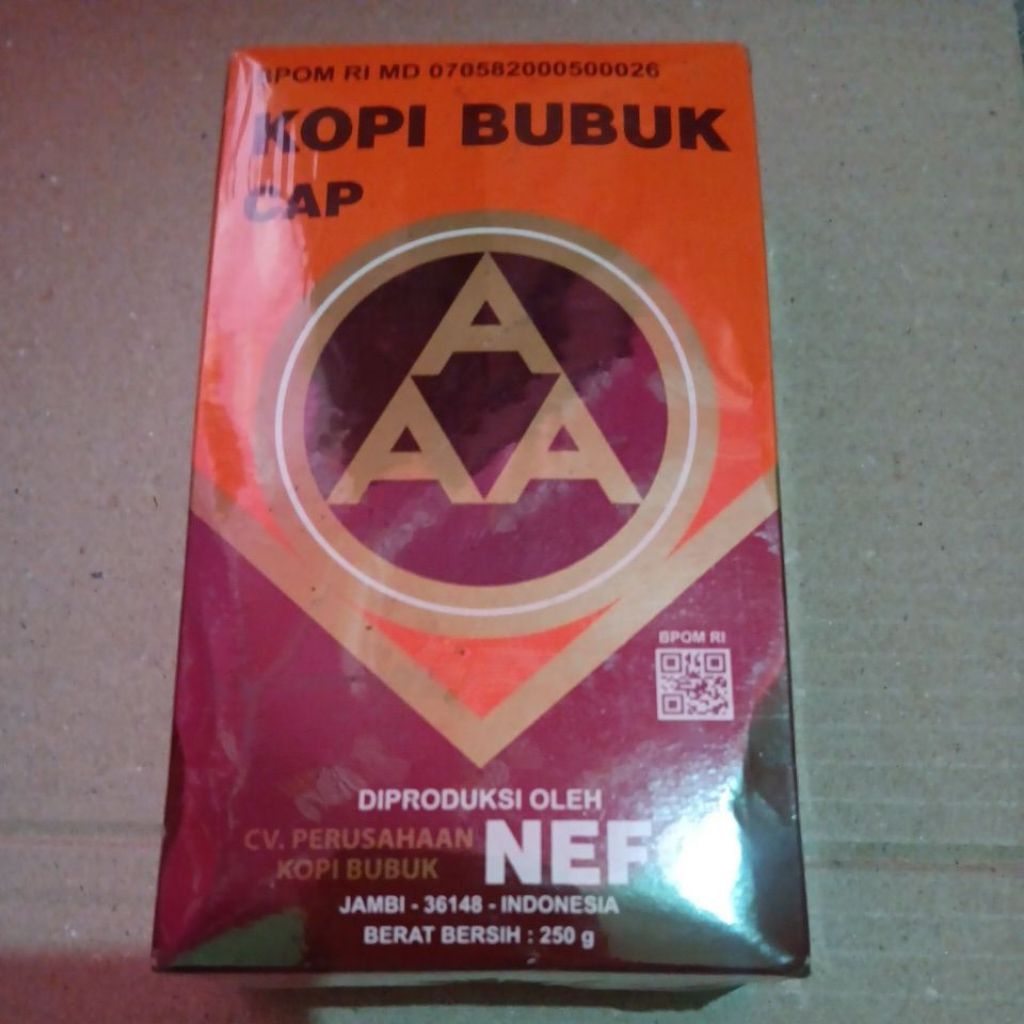 BPOM RI MD 070582000500026
KOPI BUBUK
CAP
A
A A
BPOM RI
DIPRODUKSI OLEH
CV. PERUSAHAAN
KOPI BUBUK
JAMBI - 36148 - INDONESIA
BERAT BERSIH : 250 g